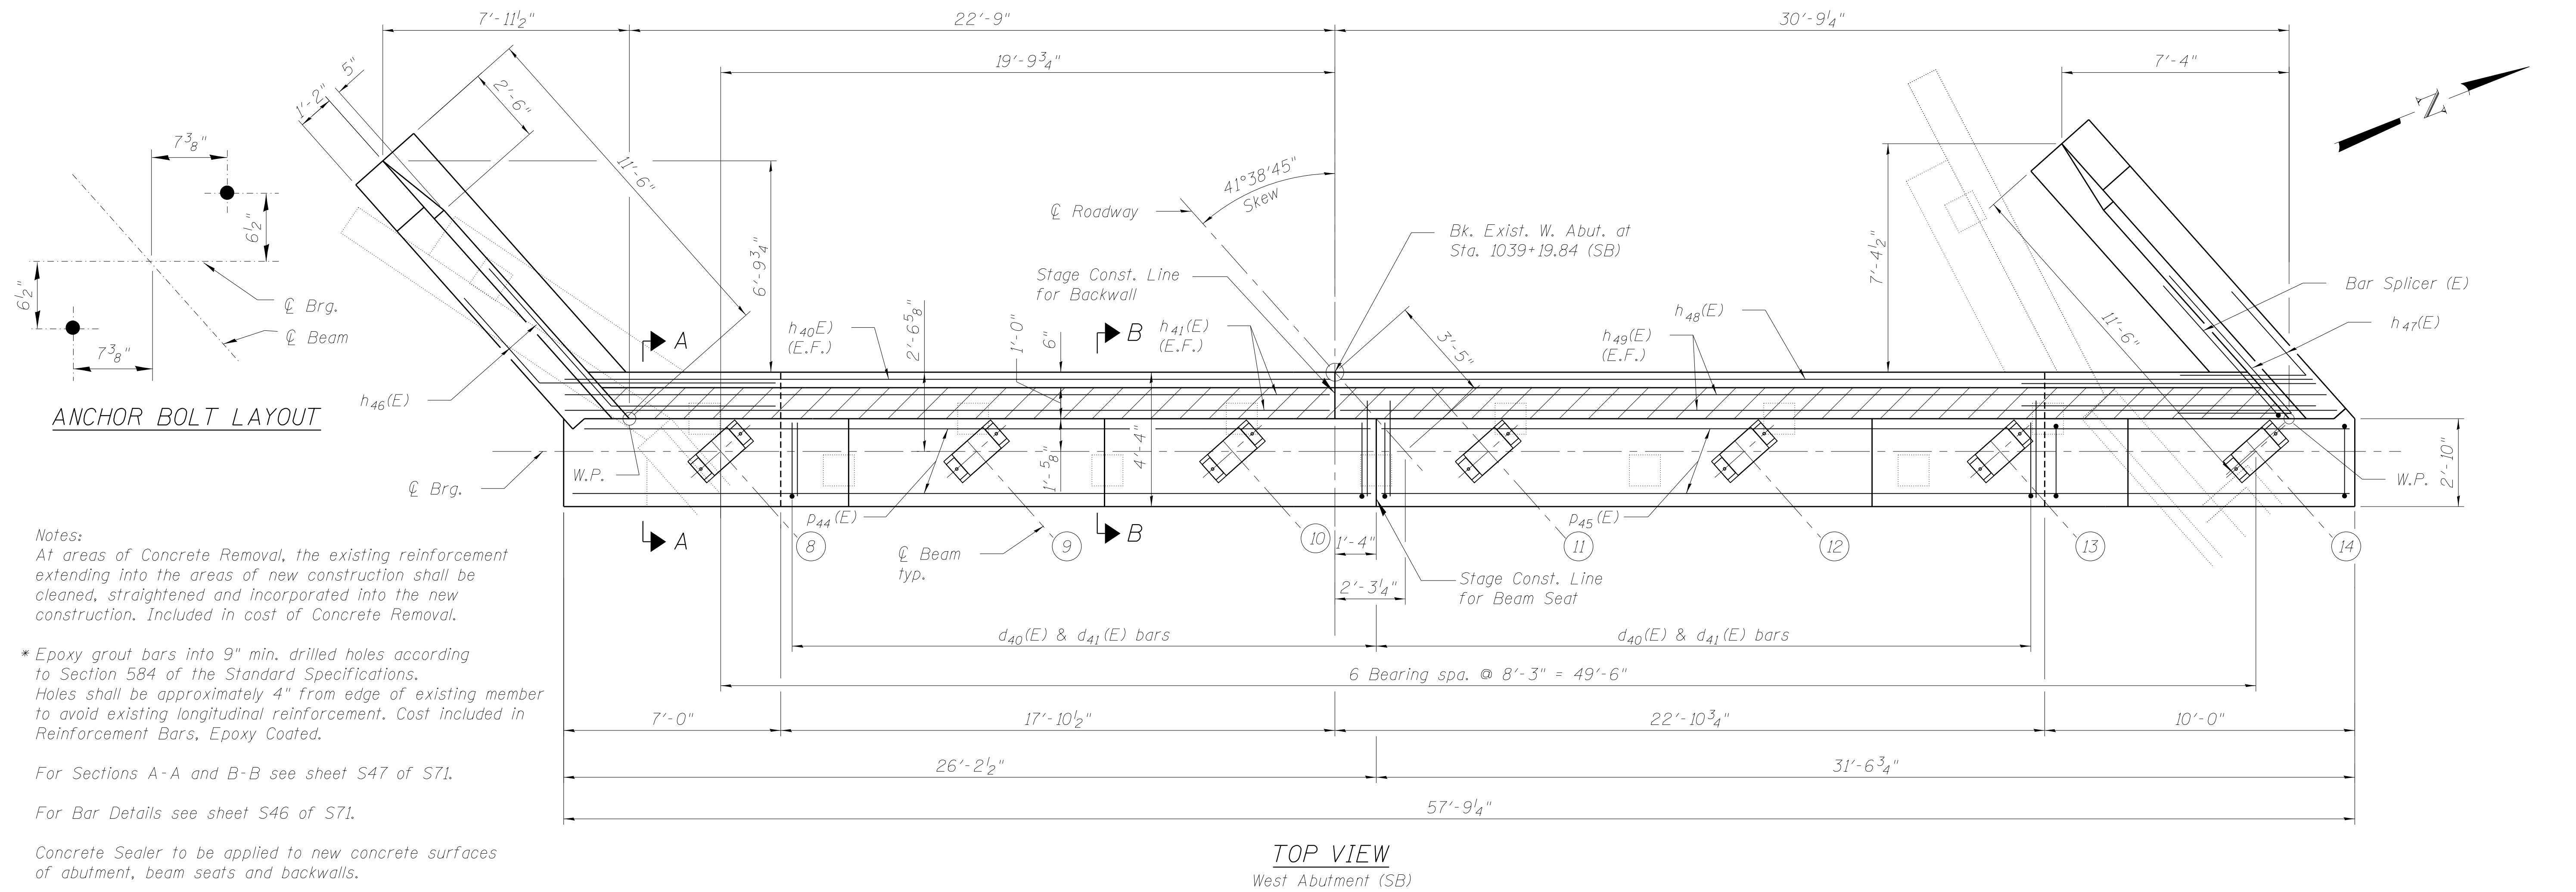 7'-11½"
22'-9"
30'-9¼"
19'-9¾"
7'-4"
5"
1'-2"
2'-6"
11'-6"
7⅜"
6½"
6½"
7⅜"
℄ Brg.
℄ Beam
ANCHOR BOLT LAYOUT
41°38'45"
Skew
℄ Roadway
Bk. Exist. W. Abut. at
Sta. 1039+19.84 (SB)
Stage Const. Line
for Backwall
6'-9¾"
7'-4½"
N
Bar Splicer (E)
h47(E)
11'-6"
h46(E)
A
h40E)
(E.F.)
2'-6⅝"
1'-0"
6"
B
h41(E)
(E.F.)
3'-5"
h49(E)
(E.F.)
h48(E)
℄ Brg.
W.P.
1'-⅝"
4'-4"
W.P.
2'-10"
p44(E)
p45(E)
A
B
℄ Beam
typ.
8
9
10
11
12
13
14
1'-4"
2'-3¼"
Stage Const. Line
for Beam Seat
d40(E) & d41(E) bars
d40(E) & d41(E) bars
6 Bearing spa. @ 8'-3" = 49'-6"
7'-0"
17'-10½"
22'-10¾"
10'-0"
26'-2½"
31'-6¾"
57'-9¼"
Notes:
At areas of Concrete Removal, the existing reinforcement
extending into the areas of new construction shall be
cleaned, straightened and incorporated into the new
construction. Included in cost of Concrete Removal.
* Epoxy grout bars into 9" min. drilled holes according
to Section 584 of the Standard Specifications.
Holes shall be approximately 4" from edge of existing member
to avoid existing longitudinal reinforcement. Cost included in
Reinforcement Bars, Epoxy Coated.
For Sections A-A and B-B see sheet S47 of S71.
For Bar Details see sheet S46 of S71.
Concrete Sealer to be applied to new concrete surfaces
of abutment, beam seats and backwalls.
TOP VIEW
West Abutment (SB)